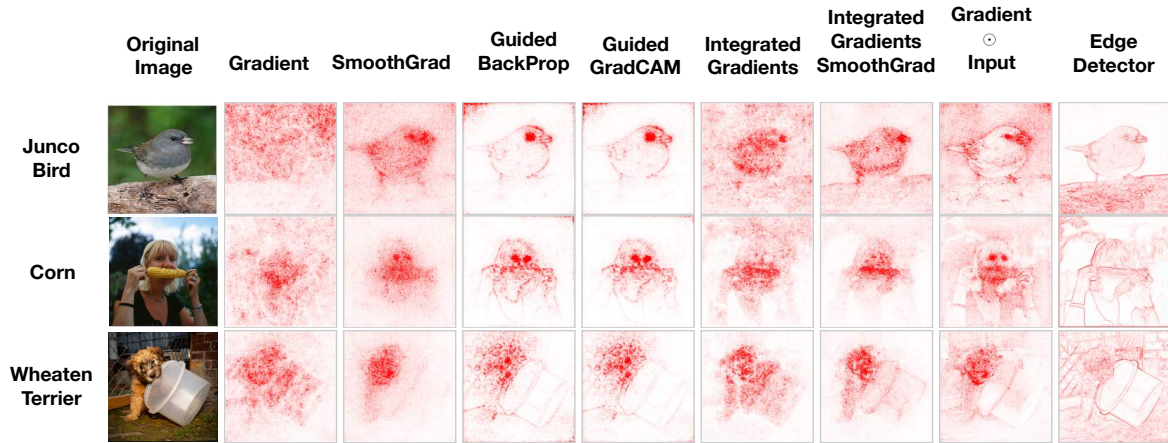 Original
Image
Gradient
SmoothGrad
Guided
BackProp
Guided
GradCAM
Integrated
Gradients
Integrated
Gradients
SmoothGrad
Gradient
⊙
Input
Edge
Detector
Junco
Bird
Corn
Wheaten
Terrier